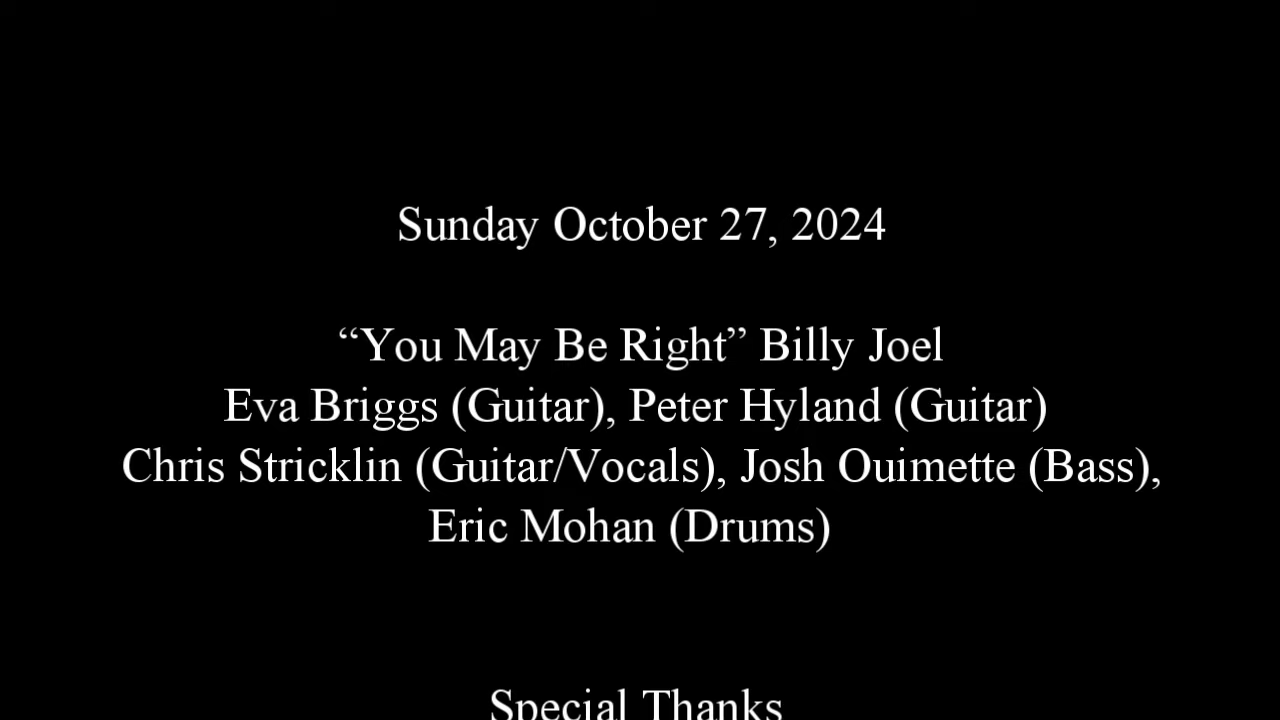 Sunday October 27, 2024
“You May Be Right” Billy Joel
Eva Briggs (Guitar), Peter Hyland (Guitar)
Chris Stricklin (Guitar/Vocals), Josh Ouimette (Bass),
Eric Mohan (Drums)
Special Thanks